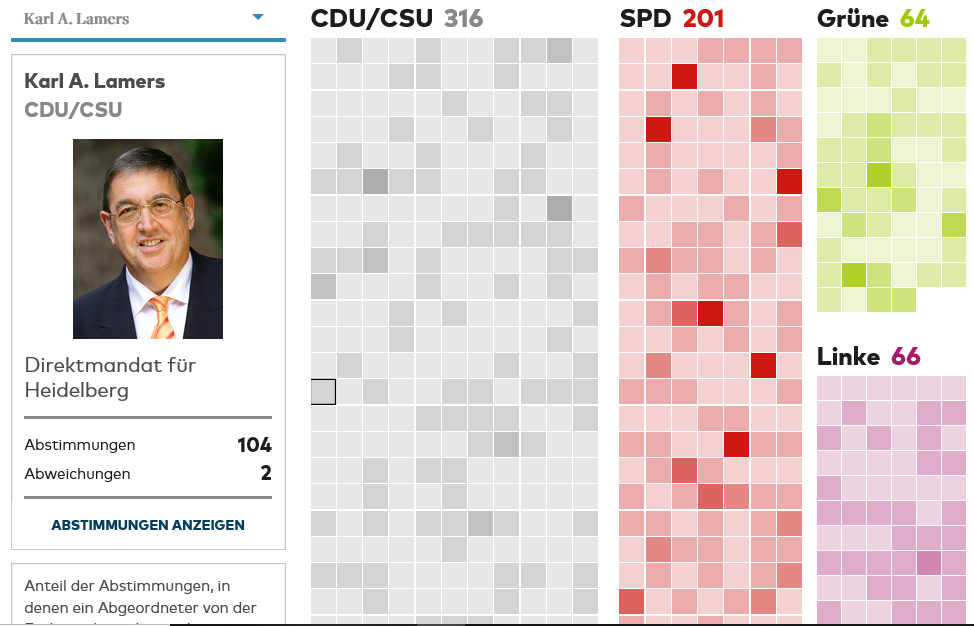 Karl A. Lamers
Karl A. Lamers
CDU/CSU
Direktmandat für
Heidelberg
Abstimmungen 104
Abweichungen 2
ABSTIMMUNGEN ANZEIGEN
Anteil der Abstimmungen, in
denen ein Abgeordneter von der
CDU/CSU 316
SPD 201
Grüne 64
Linke 66